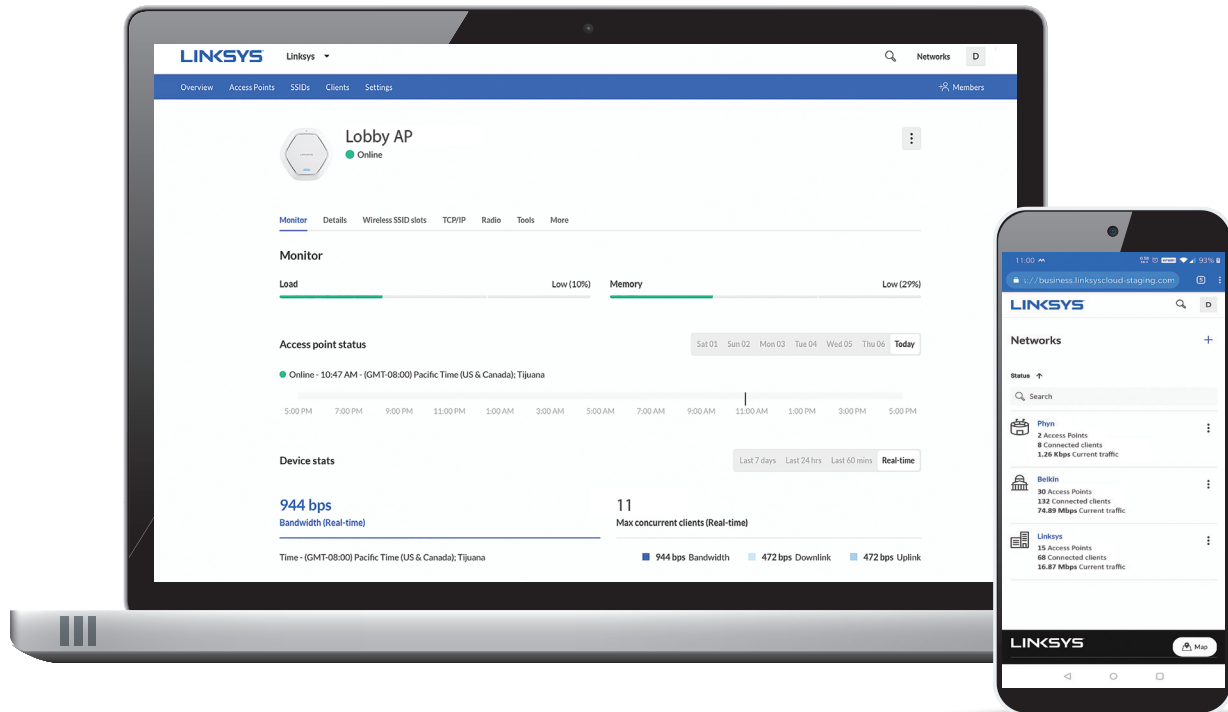 LINKSYS Linksys Networks D
Overview Access Points SSIDs Clients Settings Members
Lobby AP
Online
Monitor Details Wireless SSID slots TCP/IP Radio Tools More
Monitor
Load Low (10%) Memory Low (29%)
Access point status Sat 01 Sun 02 Mon 03 Tue 04 Wed 05 Thu 06 Today
Online - 10:47 AM - (GMT-08:00) Pacific Time (US & Canada); Tijuana
5:00 PM 7:00 PM 9:00 PM 11:00 PM 1:00 AM 3:00 AM 5:00 AM 7:00 AM 9:00 AM 11:00 AM 1:00 PM 3:00 PM 5:00 PM
Device stats Last 7 days Last 24 hrs Last 60 mins Real-time
944 bps 11
Bandwidth (Real-time) Max concurrent clients (Real-time)
Time - (GMT-08:00) Pacific Time (US & Canada); Tijuana 944 bps Bandwidth 472 bps Downlink 472 bps Uplink
11:00 93%
://business.linksyscloud-staging.com 5
LINKSYS D
Networks +
Status
Search
Phyn
2 Access Points
8 Connected clients
1.26 Kbps Current traffic
Belkin
30 Access Points
132 Connected clients
74.89 Mbps Current traffic
Linksys
15 Access Points
68 Connected clients
16.87 Mbps Current traffic
LINKSYS Map